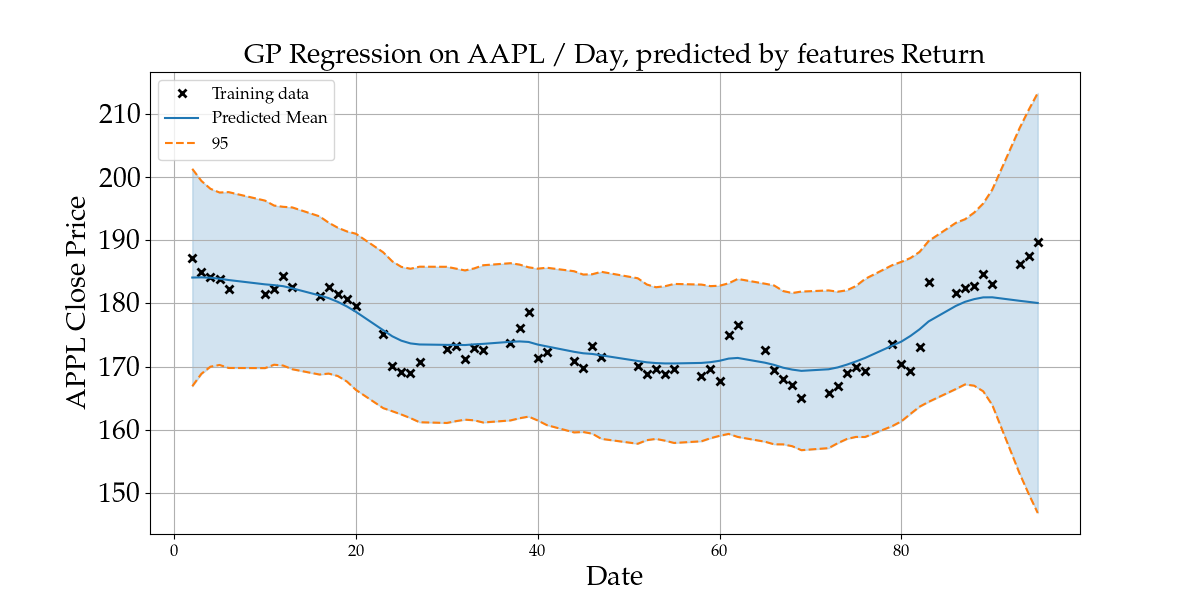 GP Regression on AAPL / Day, predicted by features Return
Training data
Predicted Mean
95
210
200
190
180
170
160
150
APPL Close Price
0 20 40 60 80
Date